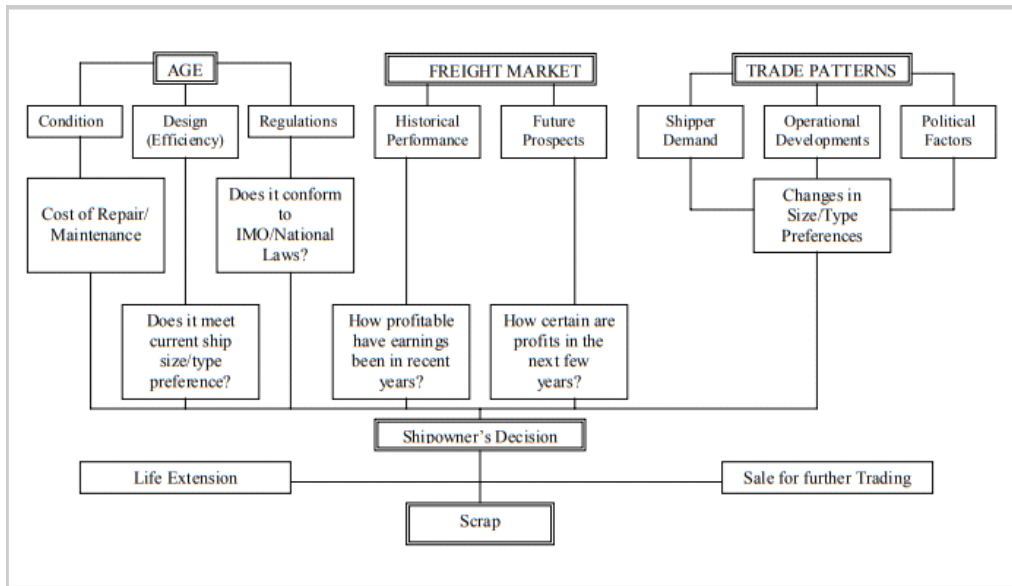 AGE
FREIGHT MARKET
TRADE PATTERNS
Condition
Design
(Efficiency)
Regulations
Historical
Performance
Future
Prospects
Shipper
Demand
Operational
Developments
Political
Factors
Cost of Repair/
Maintenance
Does it conform
to
IMO/National
Laws?
Changes in
Size/Type
Preferences
Does it meet
current ship
size/type
preference?
How profitable
have earnings
been in recent
years?
How certain are
profits in the
next few
years?
Shipowner's Decision
Life Extension
Sale for further Trading
Scrap